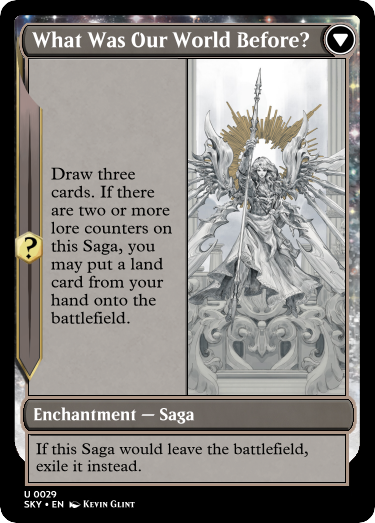 What Was Our World Before?
Draw three
cards. If there
are two or more
lore counters on
this Saga, you
may put a land
card from your
hand onto the
battlefield.
?
Enchantment — Saga
If this Saga would leave the battlefield,
exile it instead.
U 0029
SKY • EN Kevin Glint